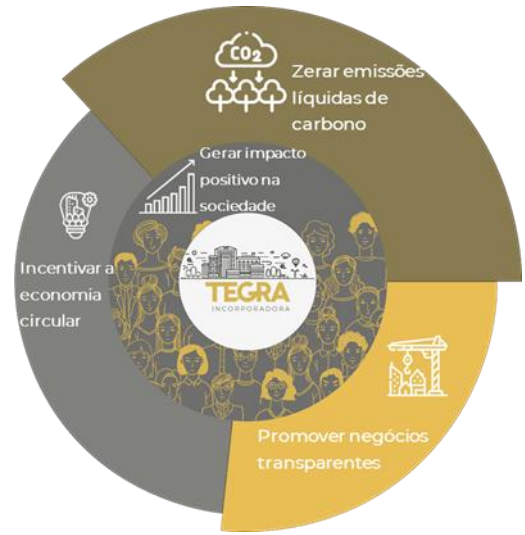 CO2
Zerar emissões
líquidas de
carbono
Gerar impacto
positivo na
sociedade
Incentivar a
economia
circular
TEGRA
INCORPORADORA
Promover negócios
transparentes